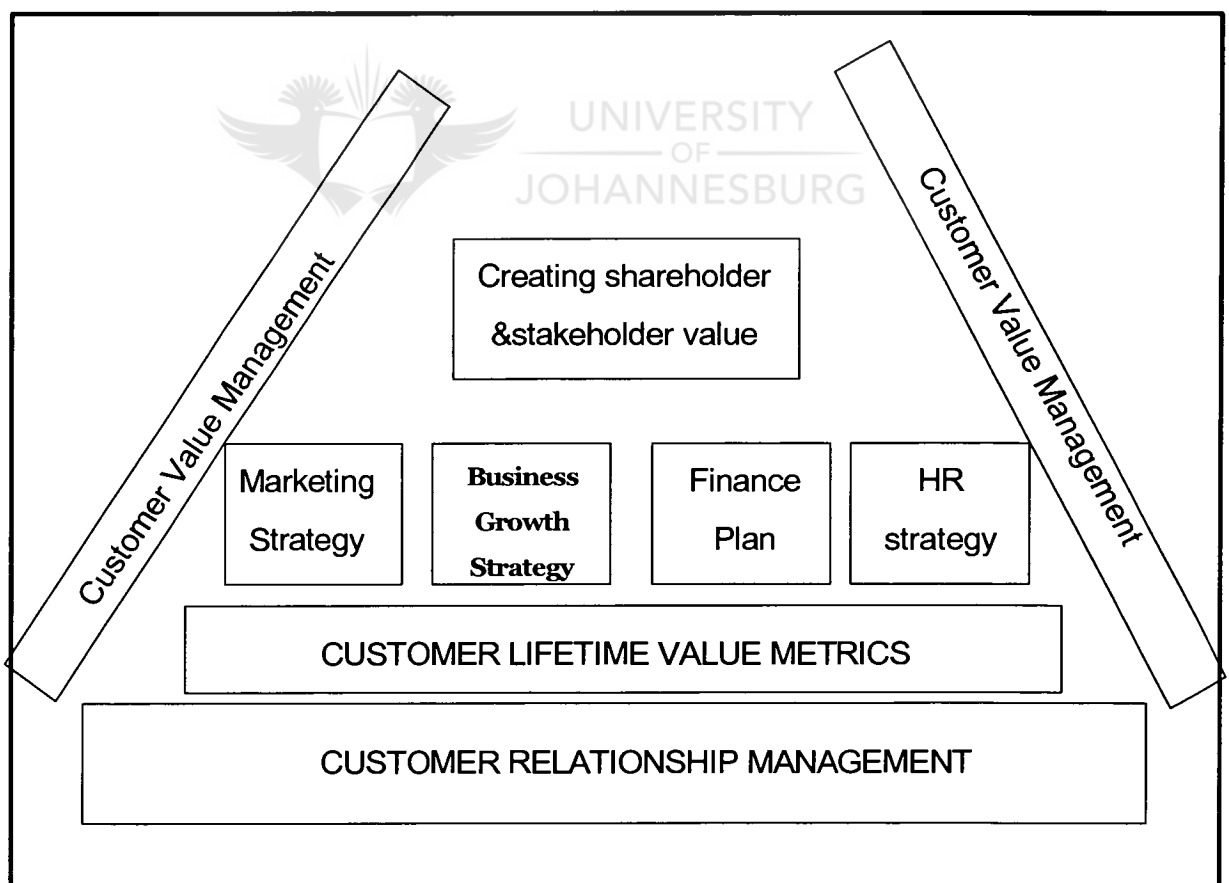 UNIVERSITY
OF
JOHANNESBURG
Customer Value Management
Customer Value Management
Creating shareholder
&stakeholder value
Marketing
Strategy
Business
Growth
Strategy
Finance
Plan
HR
strategy
CUSTOMER LIFETIME VALUE METRICS
CUSTOMER RELATIONSHIP MANAGEMENT